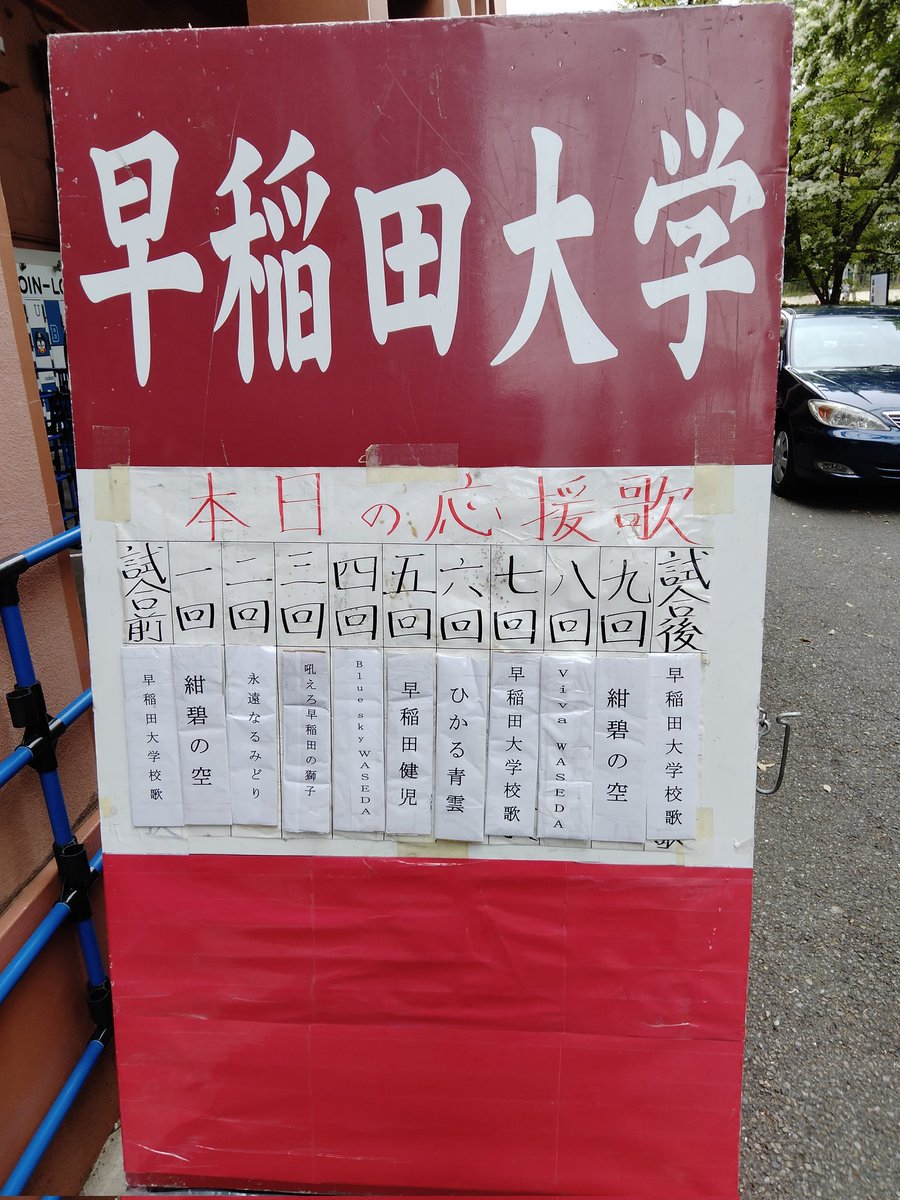 早稲田大学
本日の応援歌
試合前
一回
二回
三回
四回
五回
六回
七回
八回
九回
試合後
早稲田大学校歌
紺碧の空
永遠なるみどり
吼えろ早稲田の獅子
Blue sky WASEDA
早稲田健児
ひかる青雲
早稲田大学校歌
Viva WASEDA
紺碧の空
早稲田大学校歌